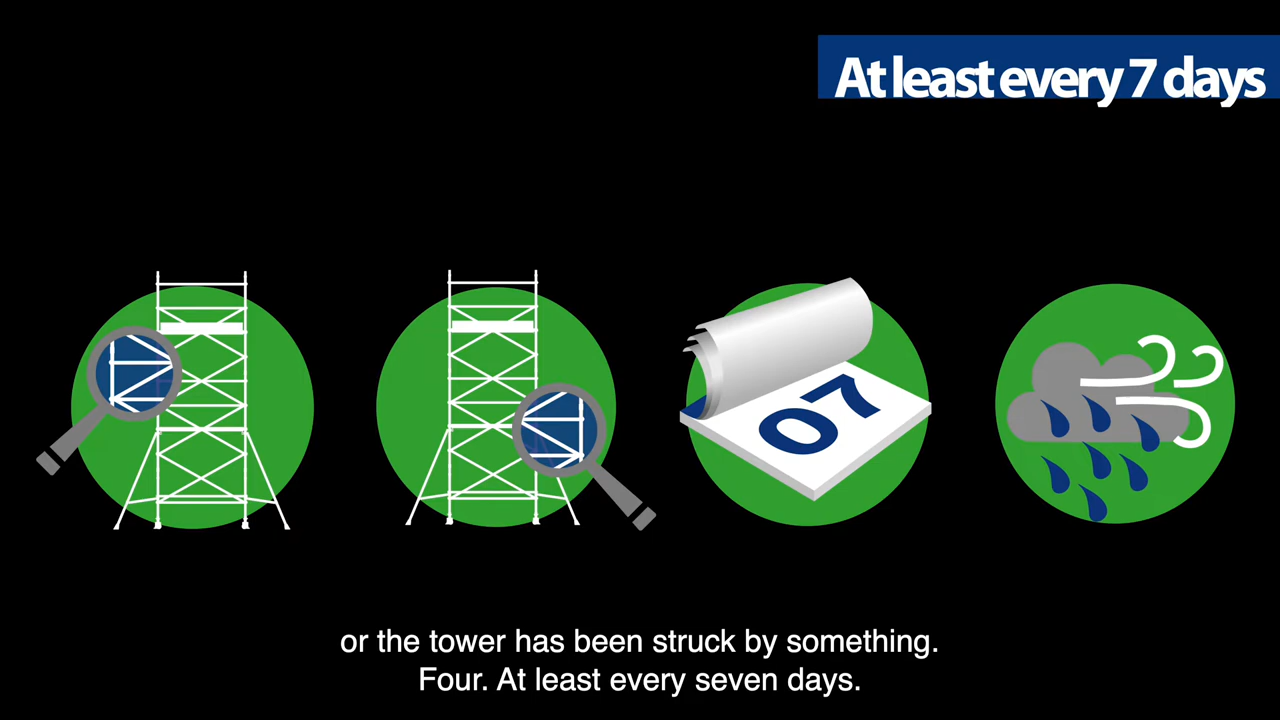 At least every 7 days
07
or the tower has been struck by something.
Four. At least every seven days.